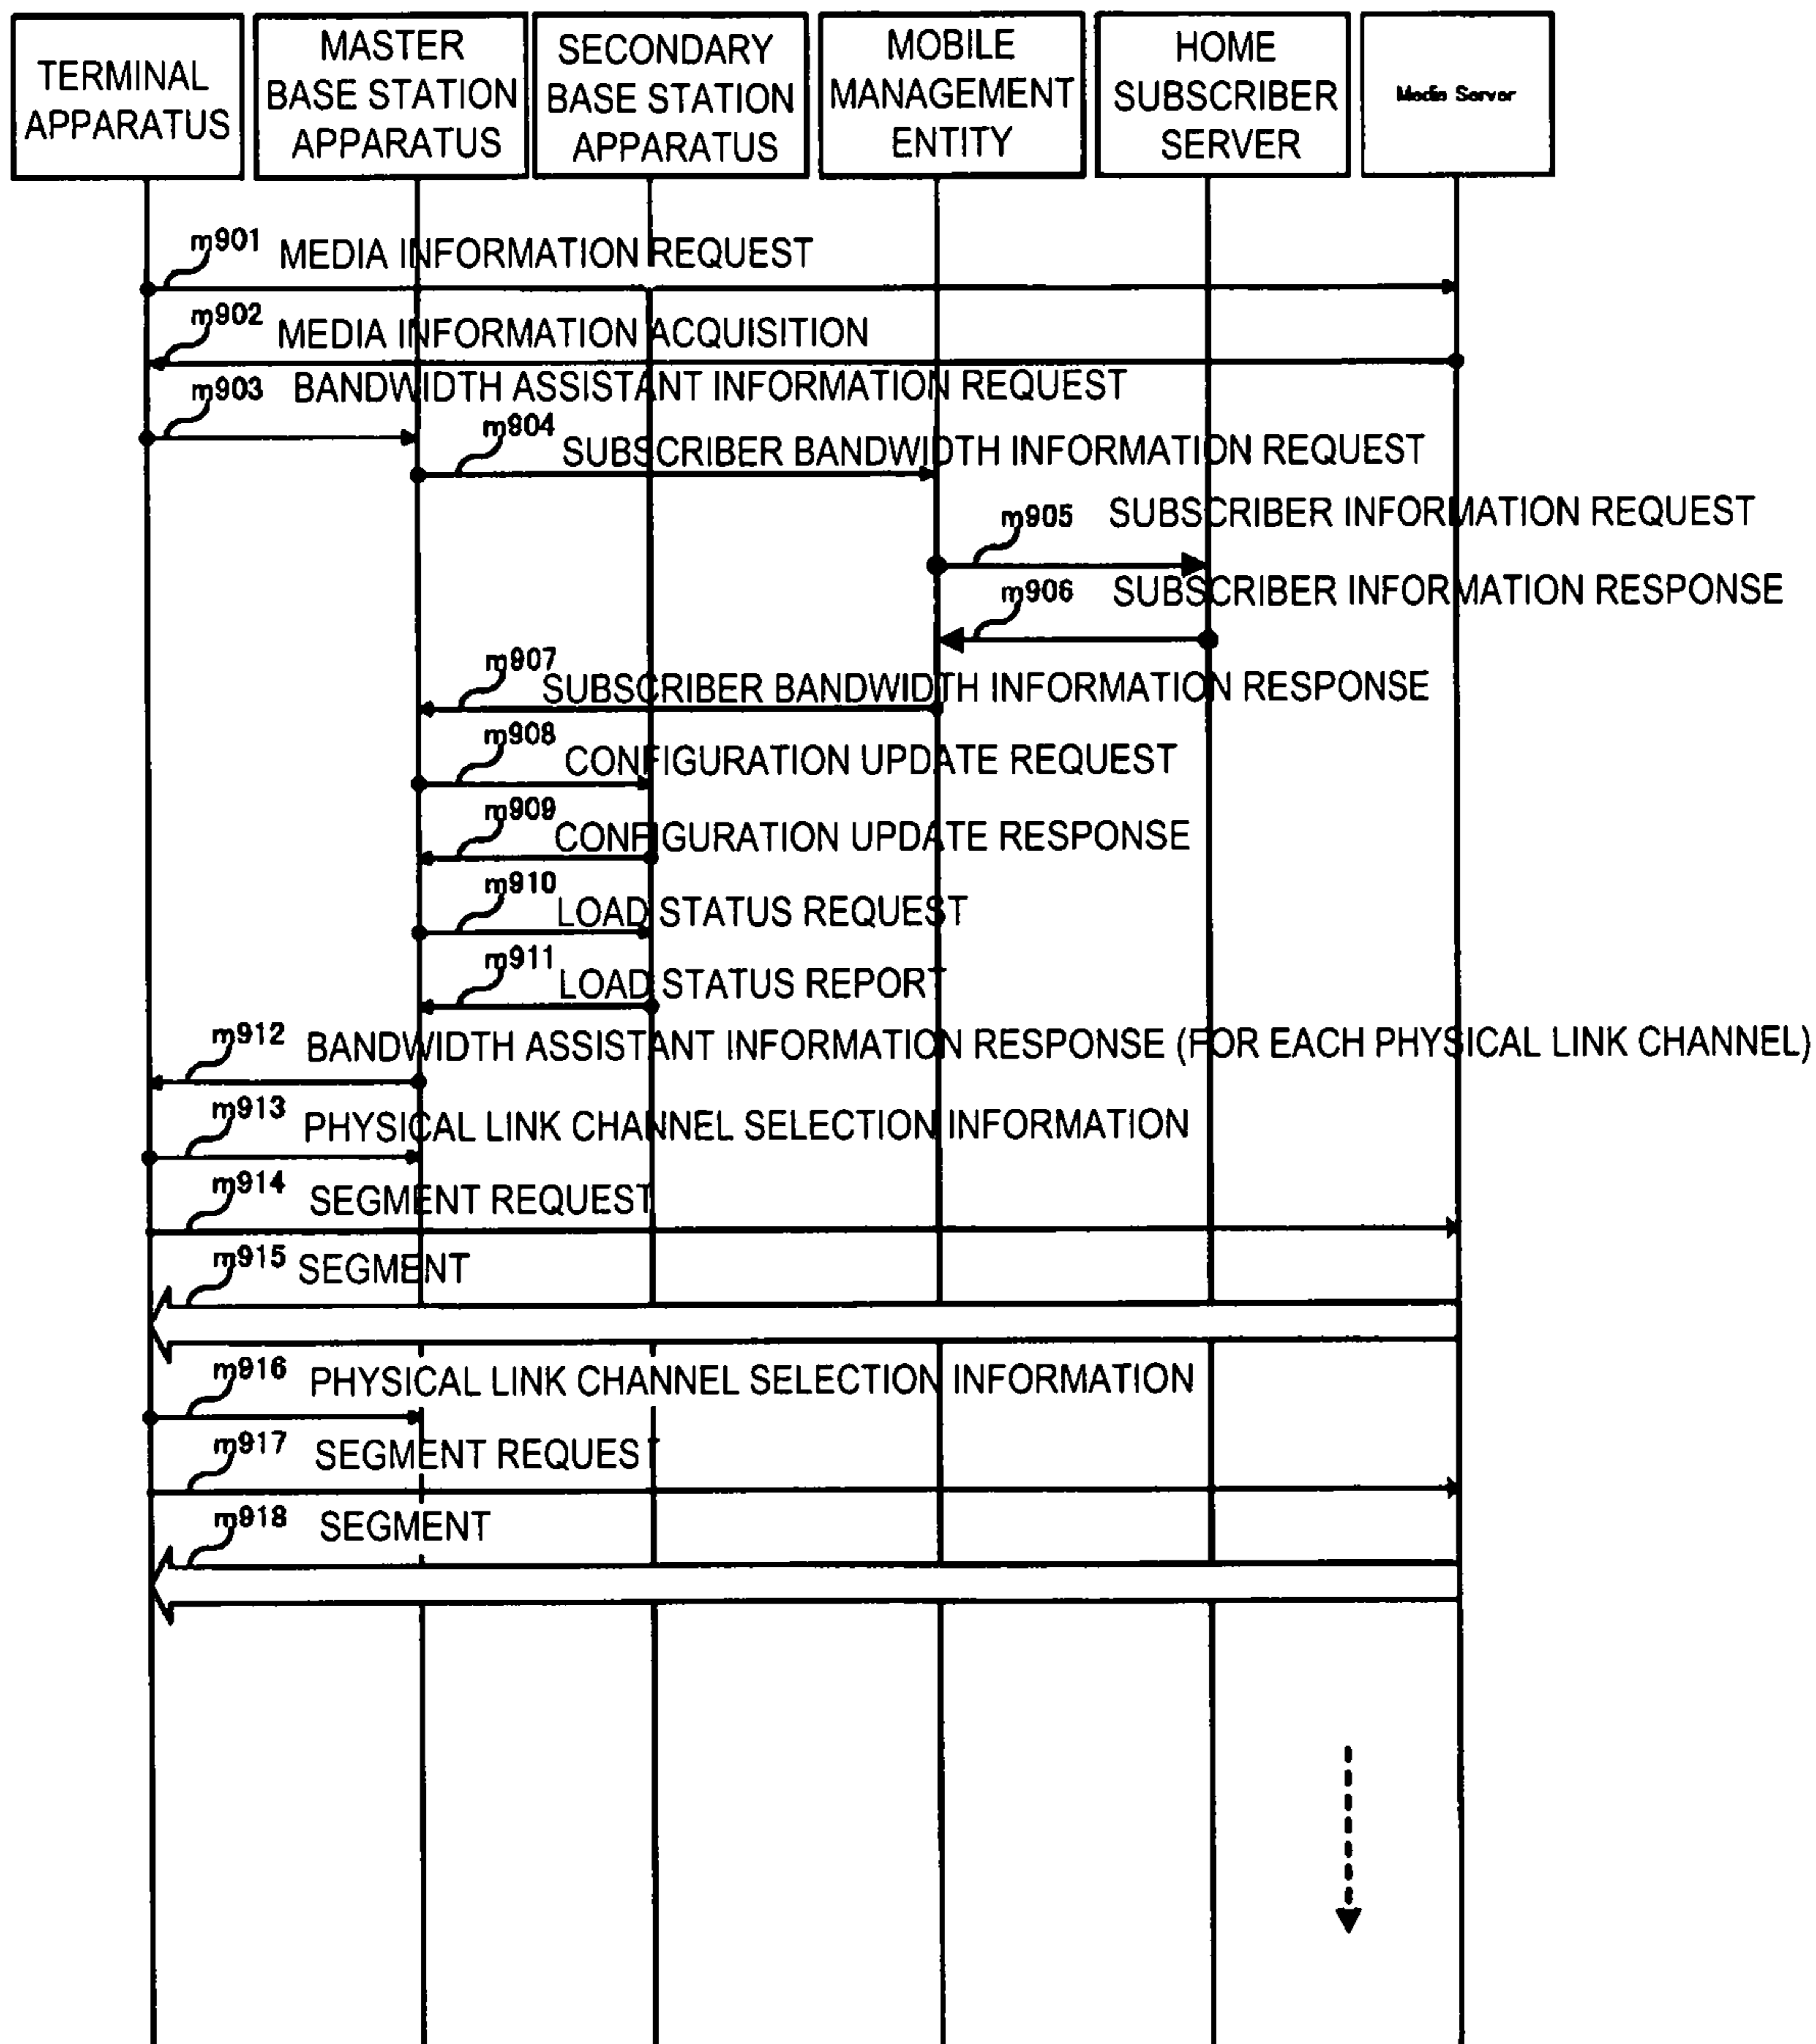 TERMINAL
APPARATUS
MASTER
BASE STATION
APPARATUS
SECONDARY
BASE STATION
APPARATUS
MOBILE
MANAGEMENT
ENTITY
HOME
SUBSCRIBER
SERVER
Media Server
m901 MEDIA INFORMATION REQUEST
m902 MEDIA INFORMATION ACQUISITION
m903 BANDWIDTH ASSISTANT INFORMATION REQUEST
m904 SUBSCRIBER BANDWIDTH INFORMATION REQUEST
m905 SUBSCRIBER INFORMATION REQUEST
m906 SUBSCRIBER INFORMATION RESPONSE
m907 SUBSCRIBER BANDWIDTH INFORMATION RESPONSE
m908 CONFIGURATION UPDATE REQUEST
m909 CONFIGURATION UPDATE RESPONSE
m910 LOAD STATUS REQUEST
m911 LOAD STATUS REPORT
m912 BANDWIDTH ASSISTANT INFORMATION RESPONSE (FOR EACH PHYSICAL LINK CHANNEL)
m913 PHYSICAL LINK CHANNEL SELECTION INFORMATION
m914 SEGMENT REQUEST
m915 SEGMENT
m916 PHYSICAL LINK CHANNEL SELECTION INFORMATION
m917 SEGMENT REQUEST
m918 SEGMENT